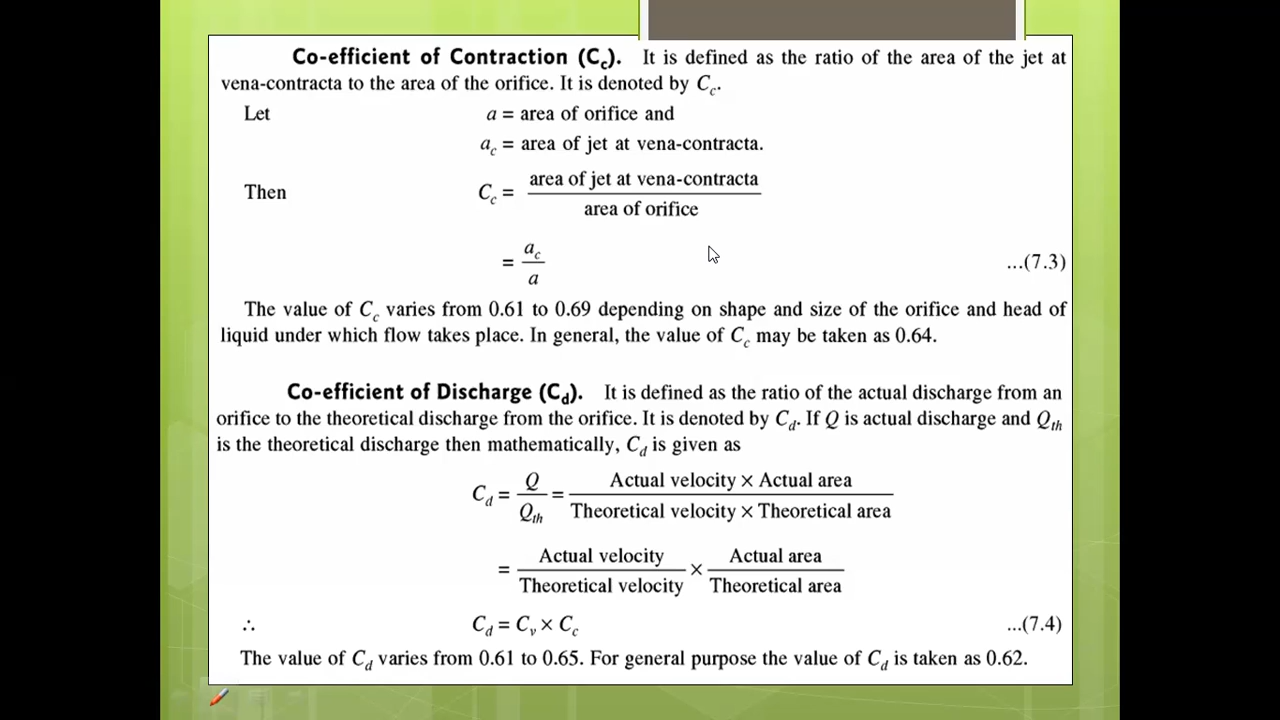 Co-efficient of Contraction (Cc). It is defined as the ratio of the area of the jet at
vena-contracta to the area of the orifice. It is denoted by Cc.
Let a = area of orifice and
ac = area of jet at vena-contracta.
Then Cc = area of jet at vena-contracta / area of orifice
= ac / a ...(7.3)
The value of Cc varies from 0.61 to 0.69 depending on shape and size of the orifice and head of
liquid under which flow takes place. In general, the value of Cc may be taken as 0.64.
Co-efficient of Discharge (Cd). It is defined as the ratio of the actual discharge from an
orifice to the theoretical discharge from the orifice. It is denoted by Cd. If Q is actual discharge and Qth
is the theoretical discharge then mathematically, Cd is given as
Cd = Q / Qth = Actual velocity × Actual area / Theoretical velocity × Theoretical area
= Actual velocity / Theoretical velocity × Actual area / Theoretical area
∴ Cd = Cv × Cc ...(7.4)
The value of Cd varies from 0.61 to 0.65. For general purpose the value of Cd is taken as 0.62.